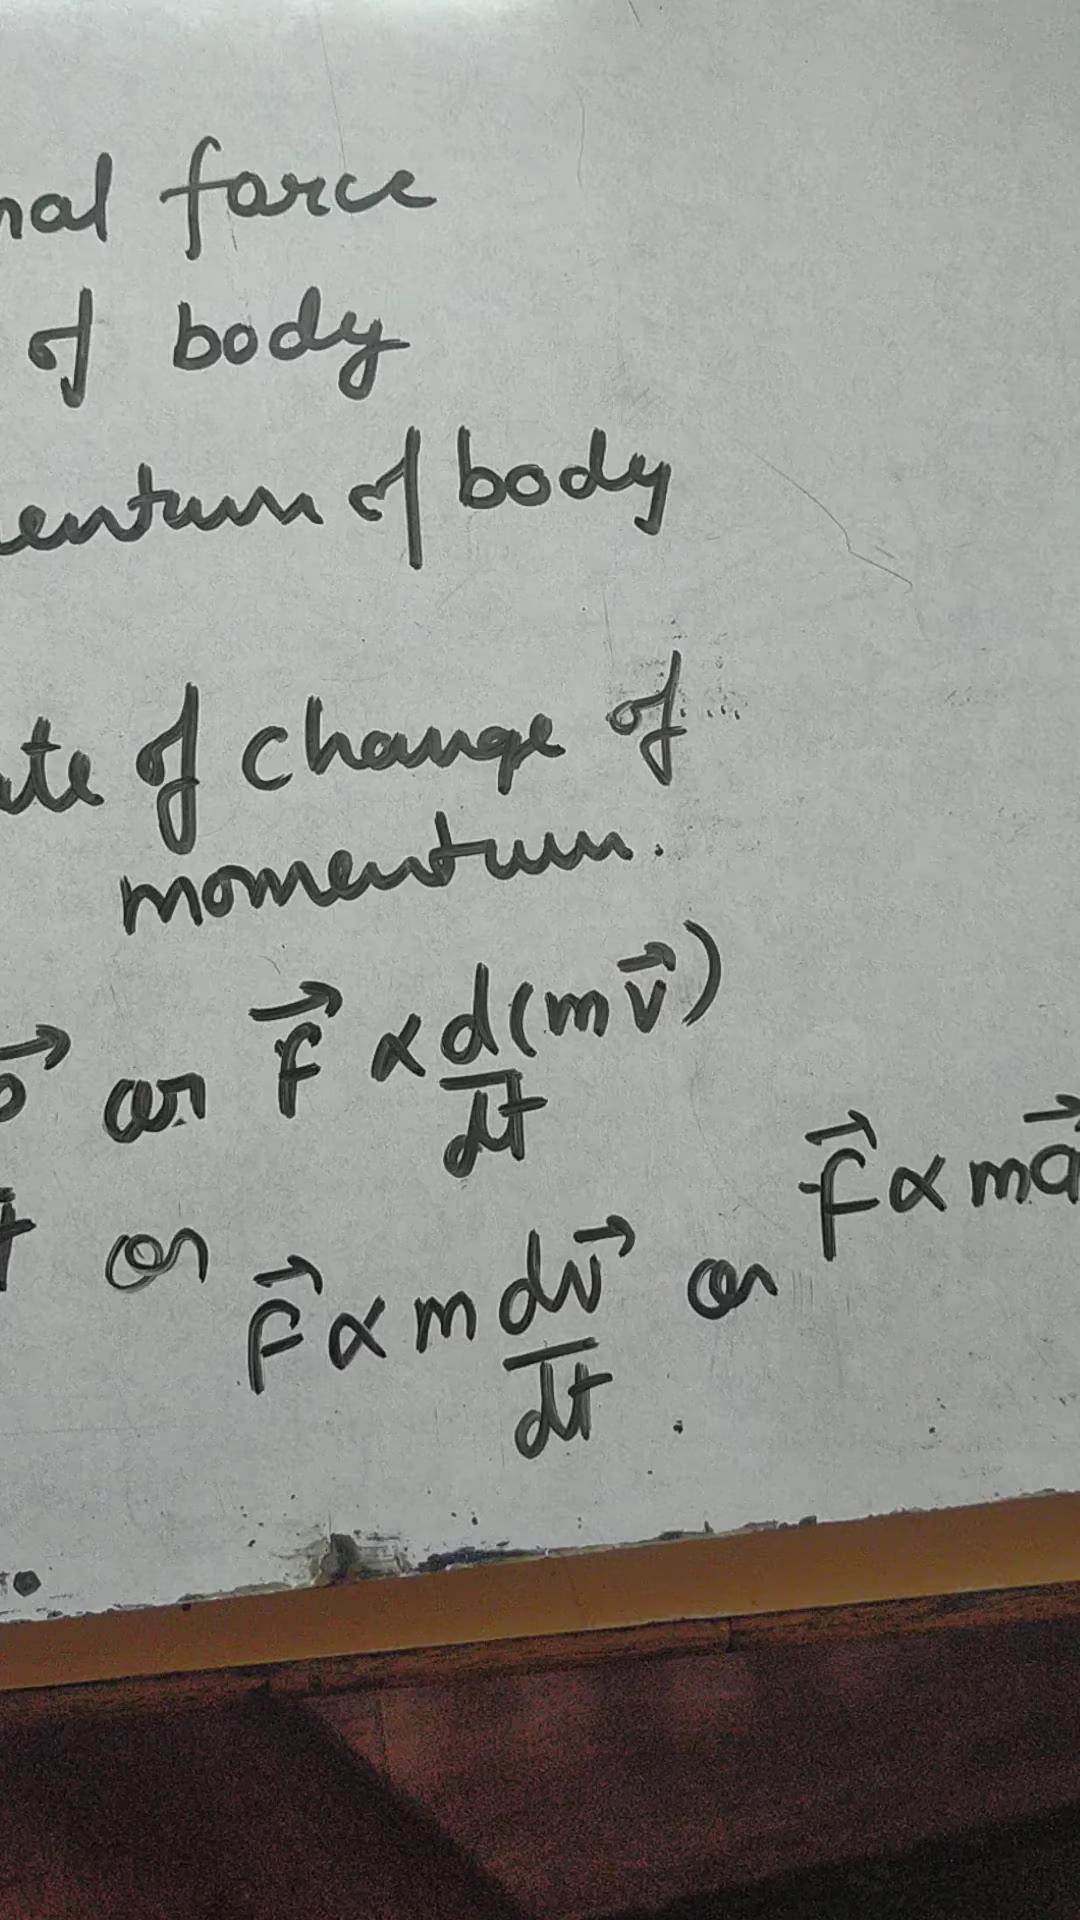 nal force
of body
entum of body
ate of change of
momentum.
p⃗ or F⃗ ∝ d(mv⃗)/dt
t or F⃗ ∝ m dv⃗/dt or F⃗ ∝ ma⃗